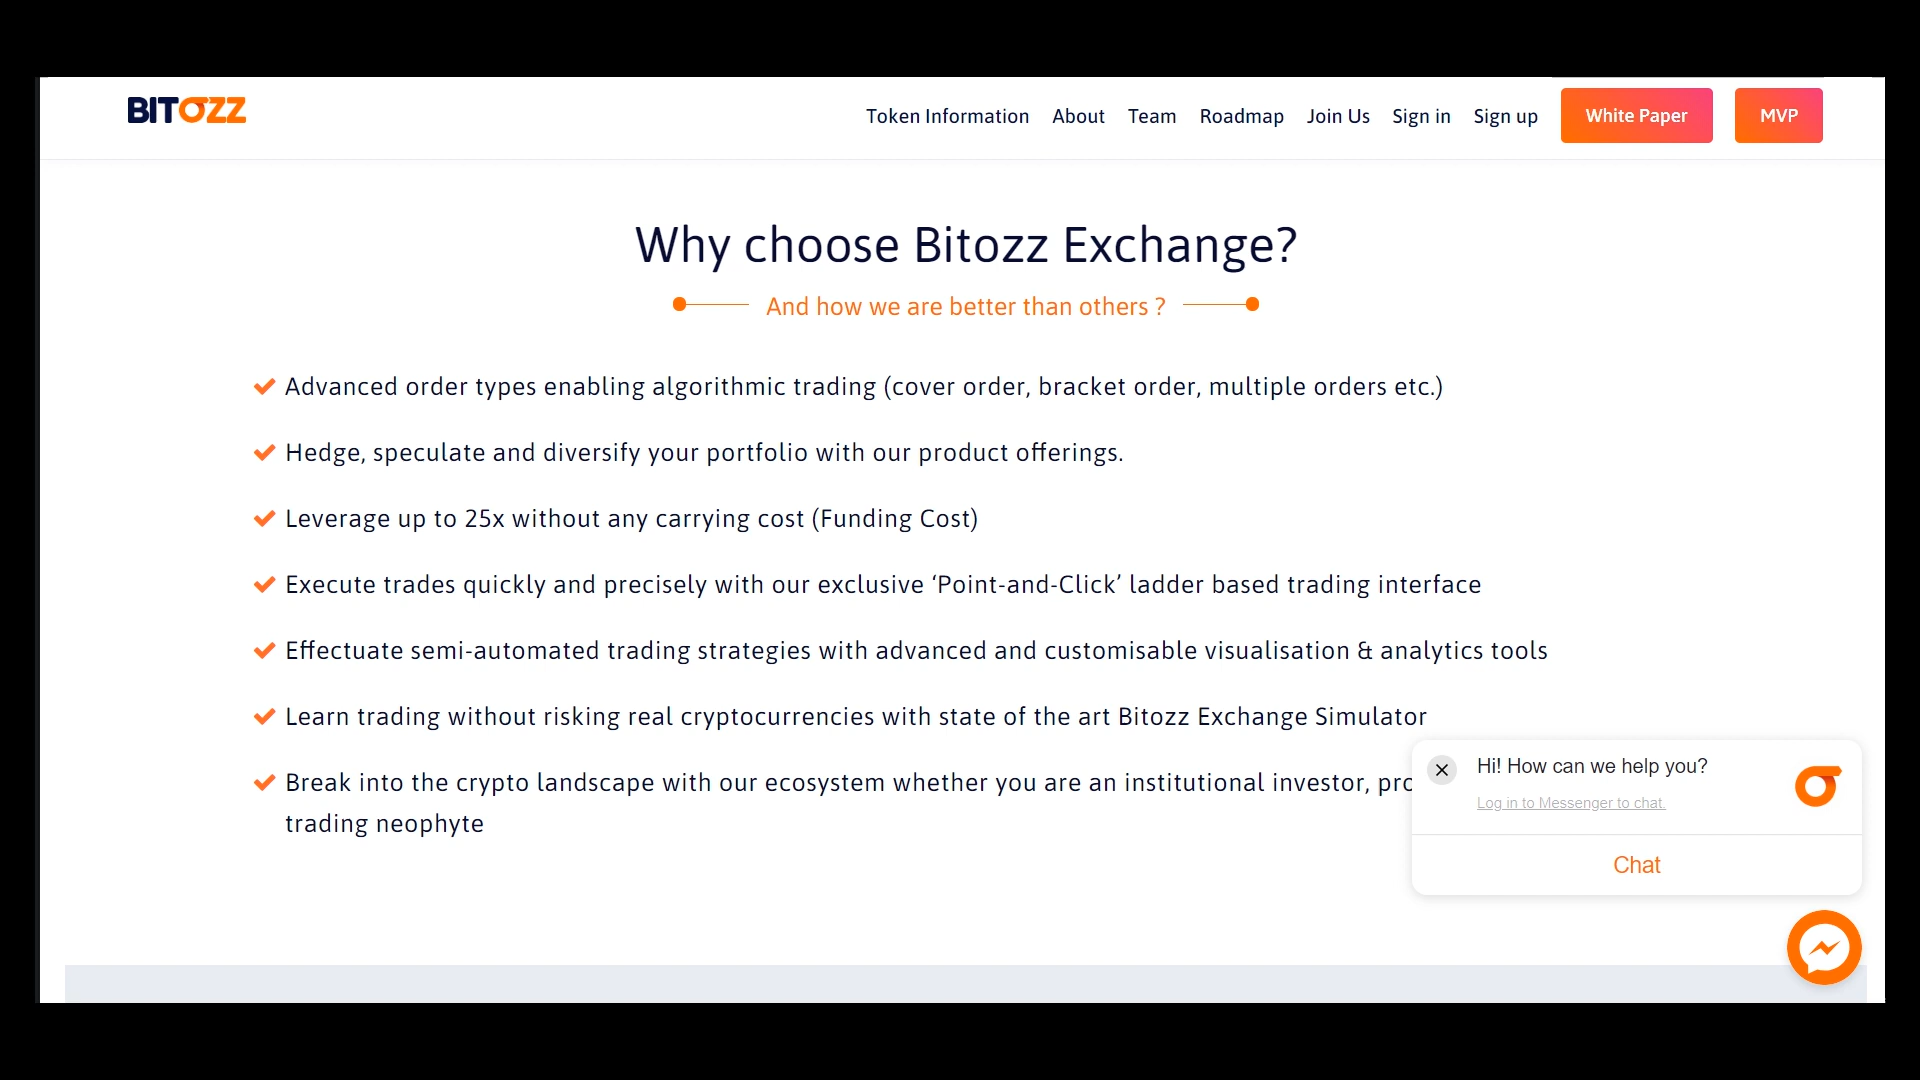 BITOZZ
Token Information About Team Roadmap Join Us Sign in Sign up White Paper MVP
Why choose Bitozz Exchange?
And how we are better than others ?
Advanced order types enabling algorithmic trading (cover order, bracket order, multiple orders etc.)
Hedge, speculate and diversify your portfolio with our product offerings.
Leverage up to 25x without any carrying cost (Funding Cost)
Execute trades quickly and precisely with our exclusive ‘Point-and-Click’ ladder based trading interface
Effectuate semi-automated trading strategies with advanced and customisable visualisation & analytics tools
Learn trading without risking real cryptocurrencies with state of the art Bitozz Exchange Simulator
Break into the crypto landscape with our ecosystem whether you are an institutional investor,
trading neophyte
Hi! How can we help you?
Log in to Messenger to chat.
Chat